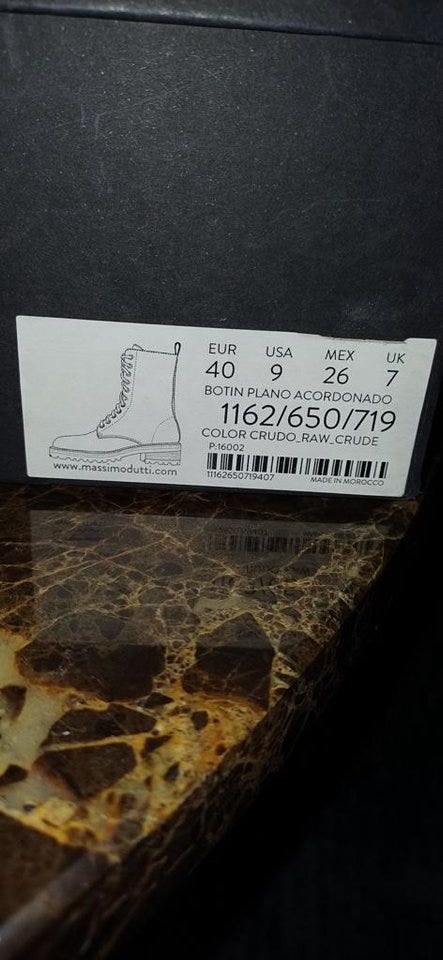 EUR USA MEX UK
40 9 26 7
BOTIN PLANO ACORDONADO
1162/650/719
COLOR CRUDO_RAW_CRUDE
P:16002
www.massimodutti.com
11162650719407 MADE IN MOROCCO